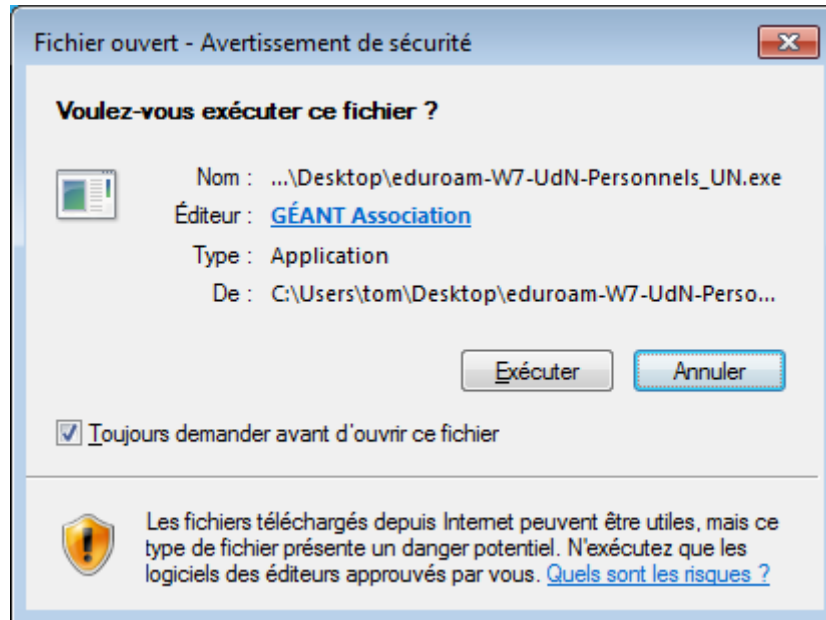 Fichier ouvert - Avertissement de sécurité
Voulez-vous exécuter ce fichier ?
Nom : ...\Desktop\eduroam-W7-UdN-Personnels_UN.exe
Éditeur : GÉANT Association
Type : Application
De : C:\Users\tom\Desktop\eduroam-W7-UdN-Perso...
Exécuter Annuler
Toujours demander avant d'ouvrir ce fichier
Les fichiers téléchargés depuis Internet peuvent être utiles, mais ce
type de fichier présente un danger potentiel. N'exécutez que les
logiciels des éditeurs approuvés par vous. Quels sont les risques ?